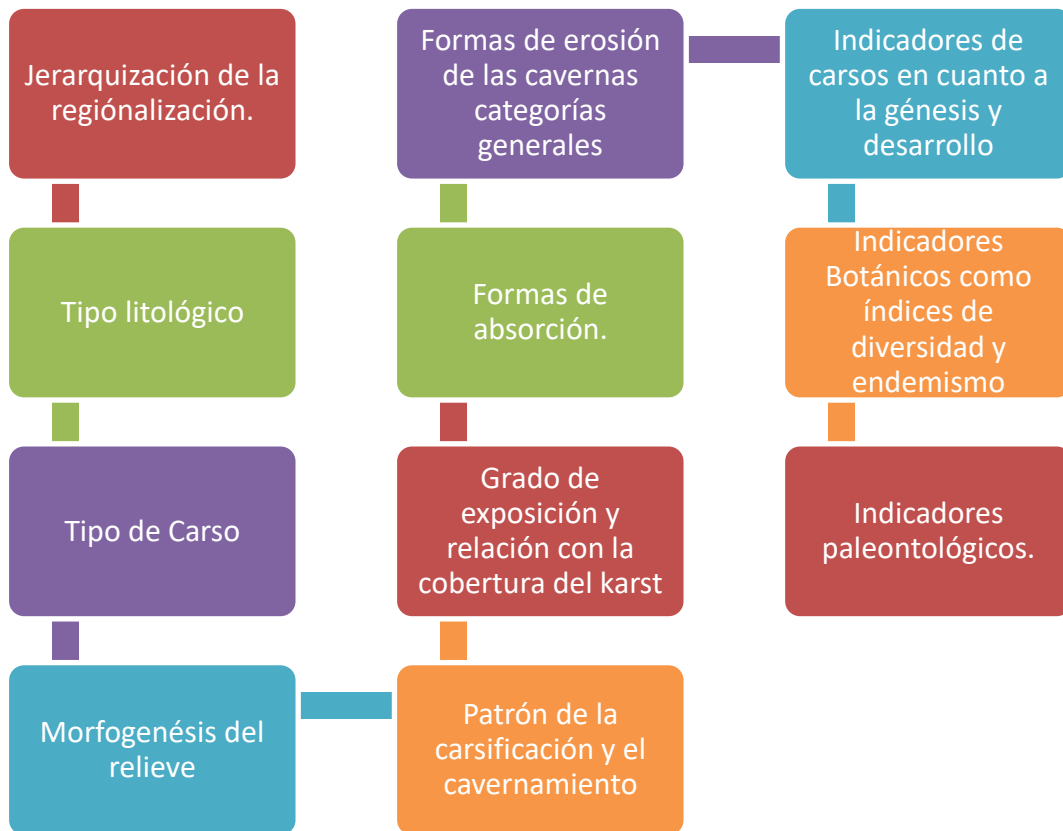 Jerarquización de la
regiónalización.
Tipo litológico
Tipo de Carso
Morfogenésis del
relieve
Patrón de la
carsificación y el
cavernamiento
Grado de
exposición y
relación con la
cobertura del karst
Formas de
absorción.
Formas de erosión
de las cavernas
categorías
generales
Indicadores de
carsos en cuanto a
la génesis y
desarrollo
Indicadores
Botánicos como
índices de
diversidad y
endemismo
Indicadores
paleontológicos.